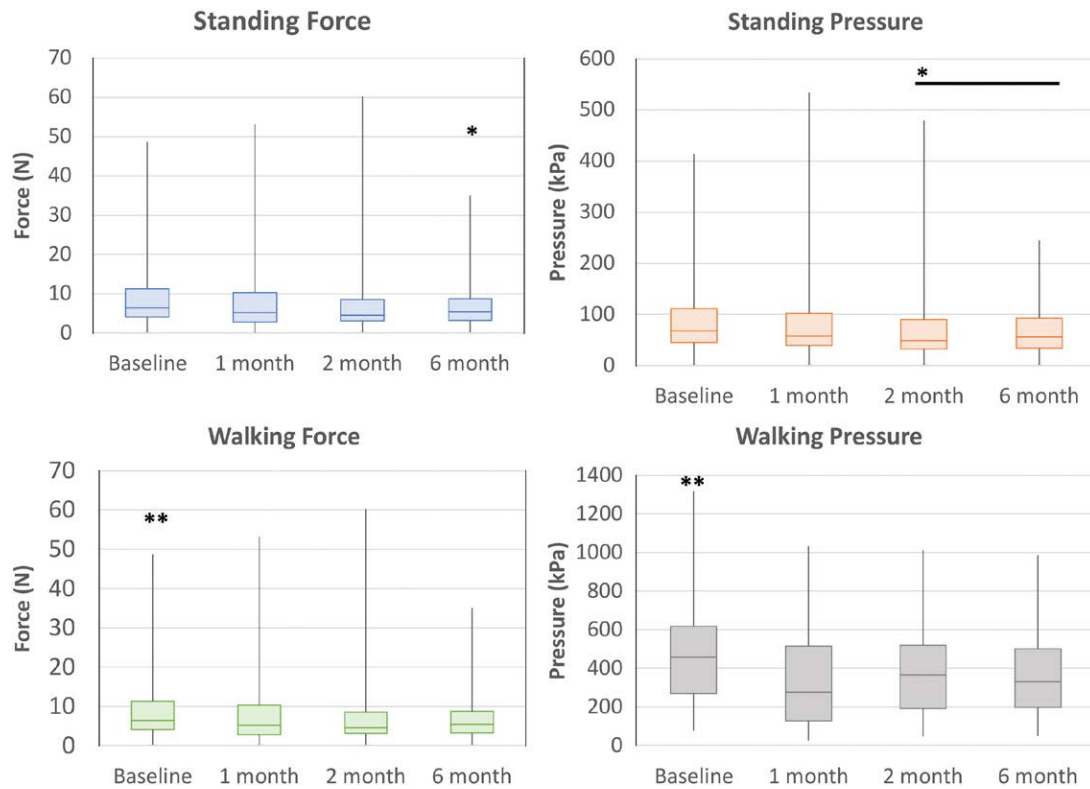 Standing Force
70
60
50
40
30
20
10
0
Force (N)
*
Baseline 1 month 2 month 6 month
Standing Pressure
600
500
400
300
200
100
0
Pressure (kPa)
*
Baseline 1 month 2 month 6 month
Walking Force
70
60
50
40
30
20
10
0
Force (N)
**
Baseline 1 month 2 month 6 month
Walking Pressure
1400
1200
1000
800
600
400
200
0
Pressure (kPa)
**
Baseline 1 month 2 month 6 month